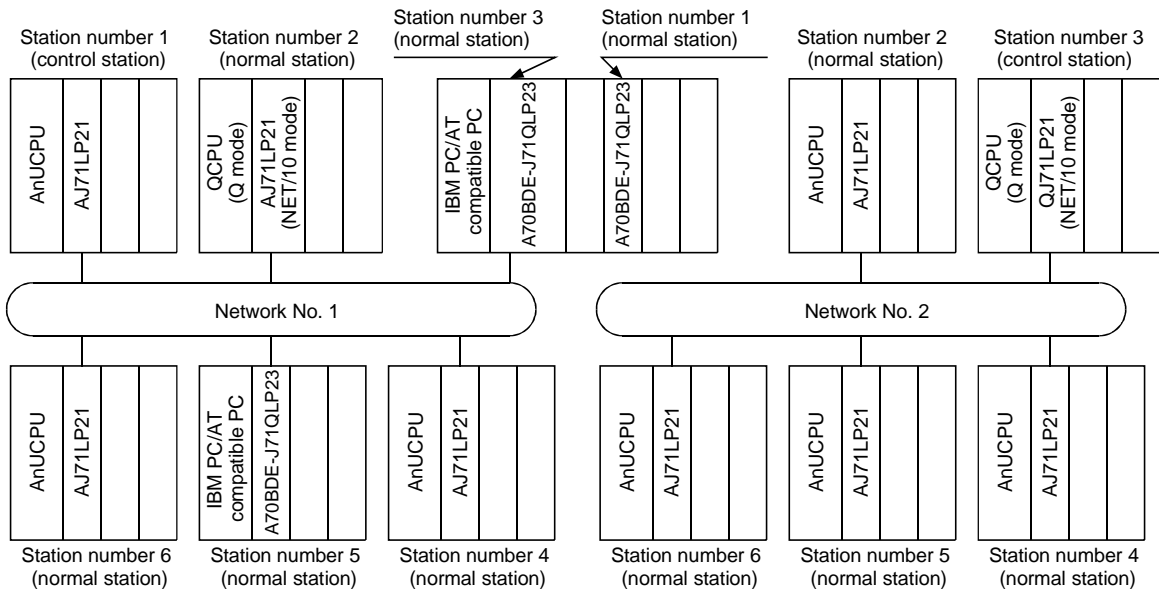 Station number 3
(normal station)
Station number 1
(normal station)
Station number 1
(control station)
Station number 2
(normal station)
Station number 2
(normal station)
Station number 3
(control station)
AnUCPU
AJ71LP21
QCPU
(Q mode)
AJ71LP21
(NET/10 mode)
IBM PC/AT
compatible PC
A70BDE-J71QLP23
A70BDE-J71QLP23
AnUCPU
AJ71LP21
QCPU
(Q mode)
QJ71LP21
(NET/10 mode)
Network No. 1
Network No. 2
AnUCPU
AJ71LP21
IBM PC/AT
compatible PC
A70BDE-J71QLP23
AnUCPU
AJ71LP21
AnUCPU
AJ71LP21
AnUCPU
AJ71LP21
AnUCPU
AJ71LP21
Station number 6
(normal station)
Station number 5
(normal station)
Station number 4
(normal station)
Station number 6
(normal station)
Station number 5
(normal station)
Station number 4
(normal station)